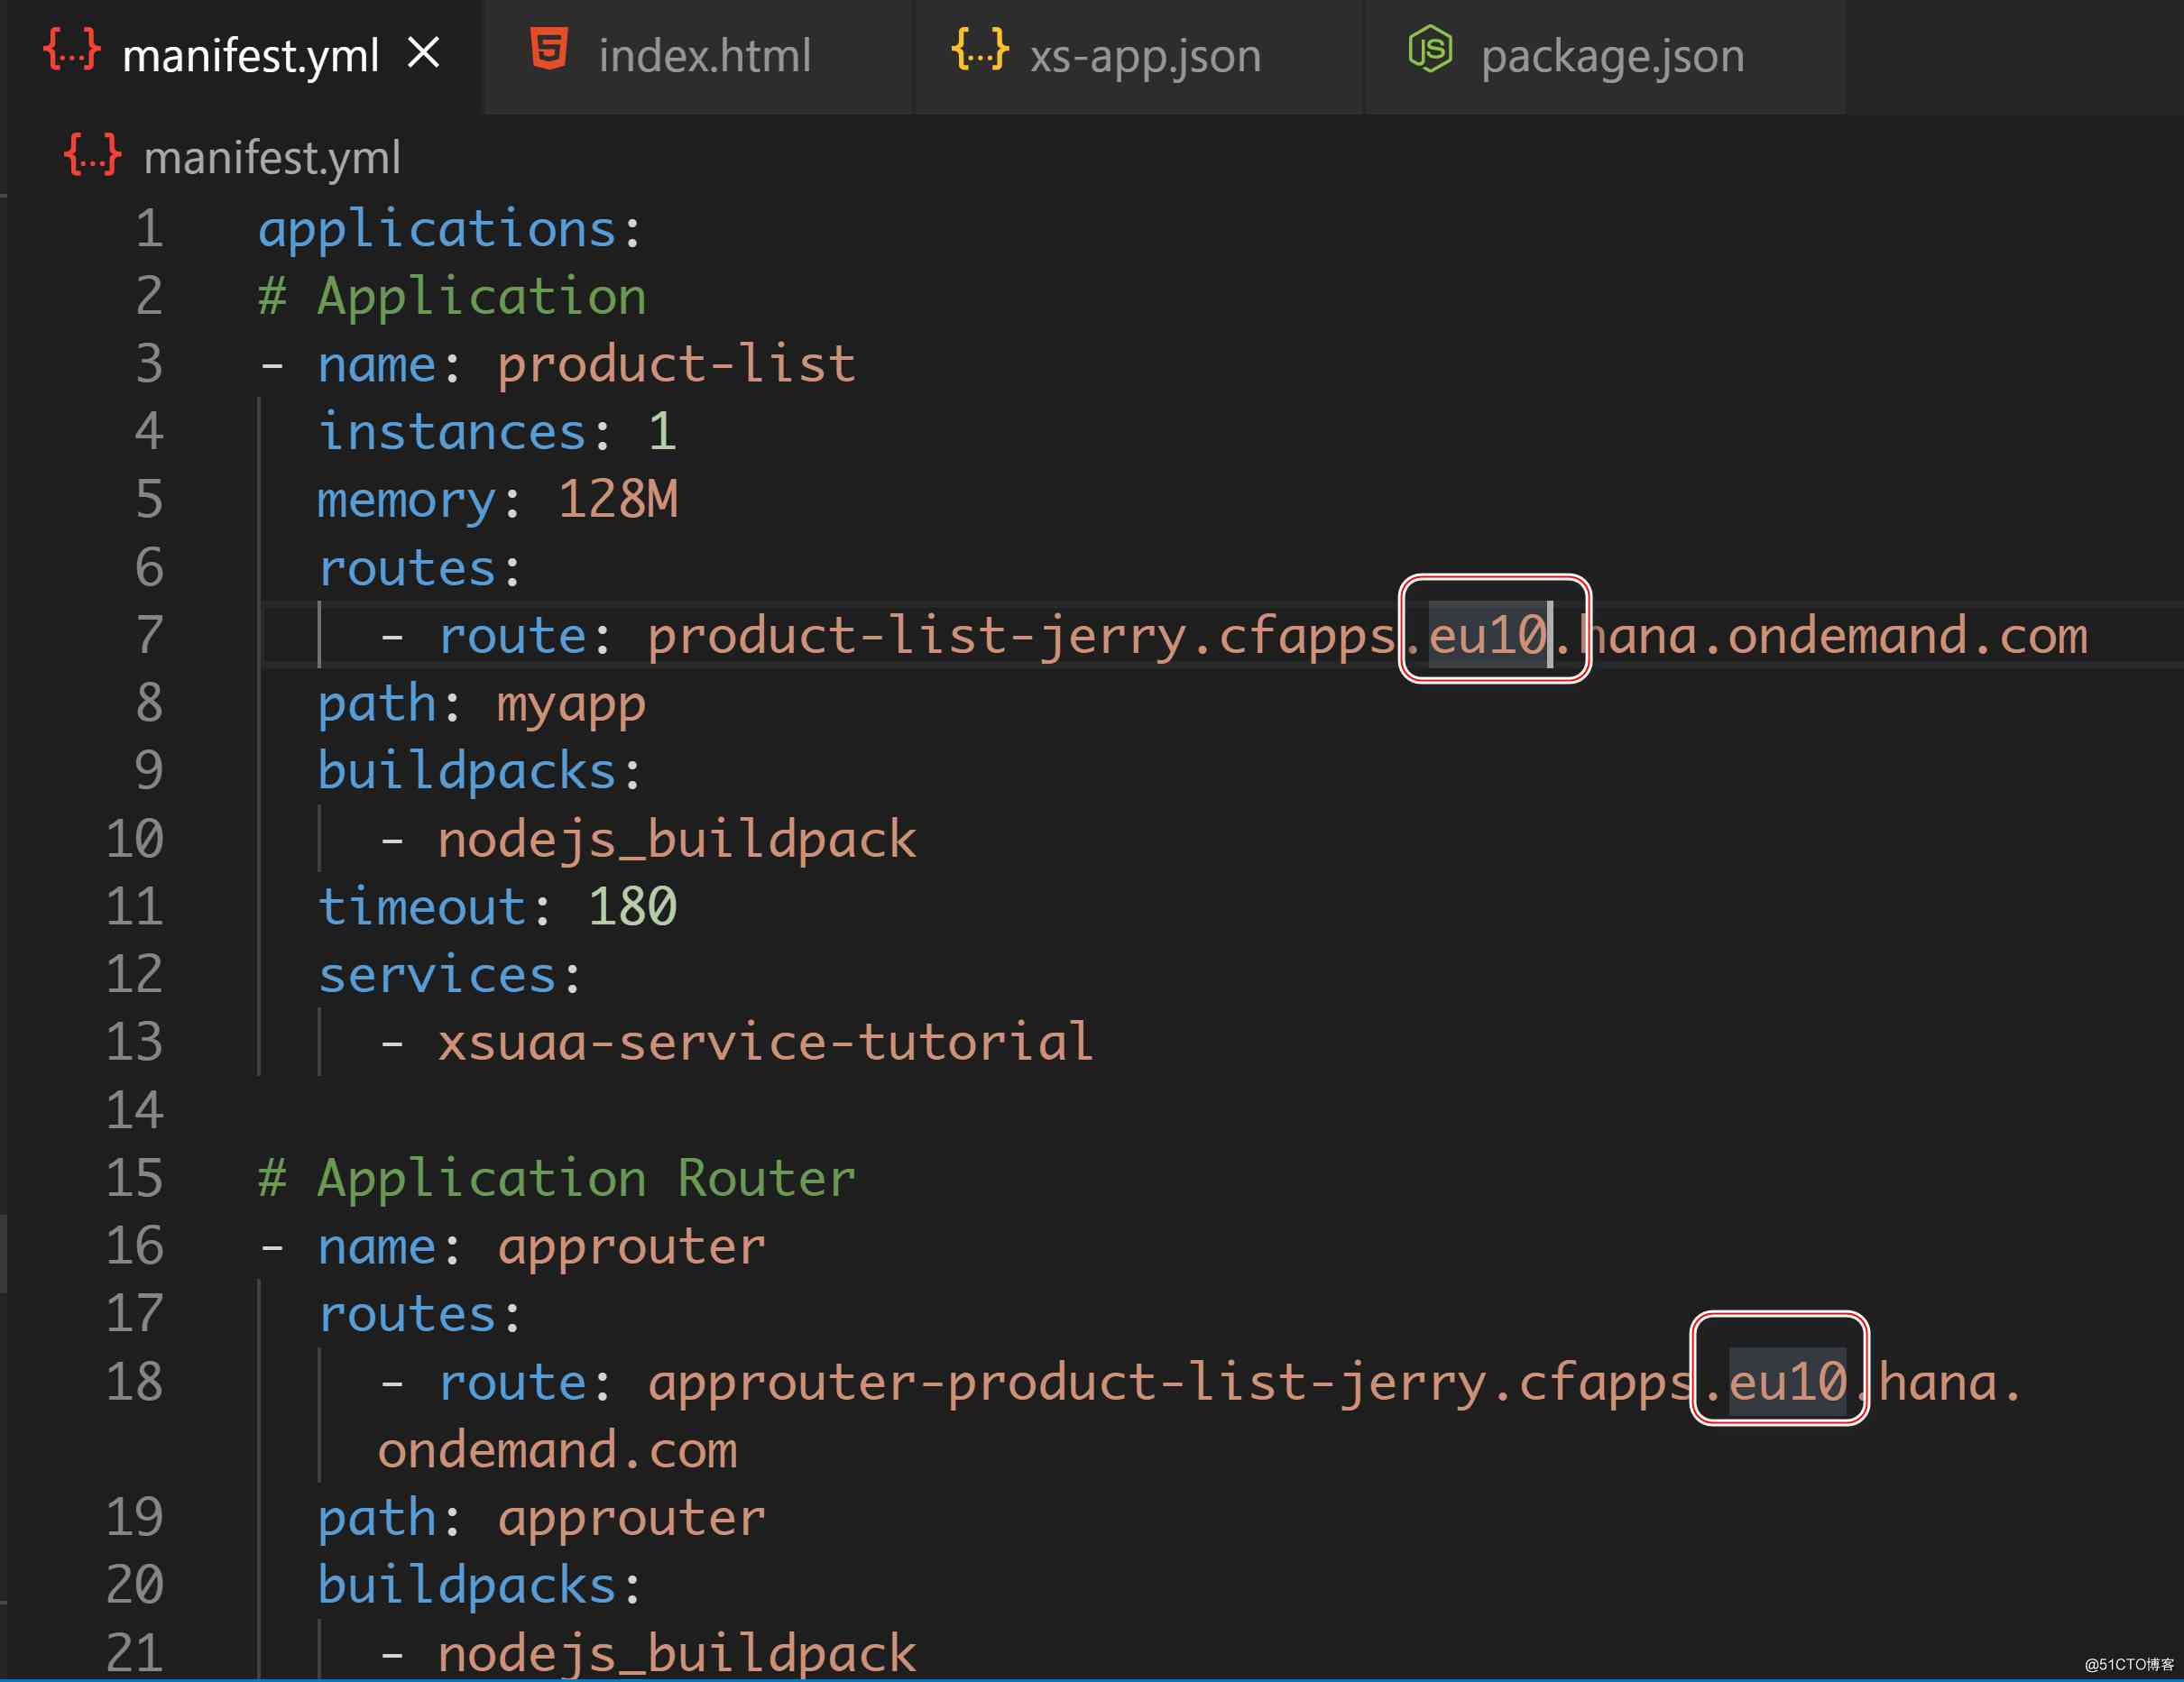 {...} manifest.yml × index.html {...} xs-app.json package.json
{...} manifest.yml
1 applications:
2 # Application
3 - name: product-list
4 instances: 1
5 memory: 128M
6 routes:
7 - route: product-list-jerry.cfapps.eu10.hana.ondemand.com
8 path: myapp
9 buildpacks:
10 - nodejs_buildpack
11 timeout: 180
12 services:
13 - xsuaa-service-tutorial
14
15 # Application Router
16 - name: approuter
17 routes:
18 - route: approuter-product-list-jerry.cfapps.eu10.hana.
ondemand.com
19 path: approuter
20 buildpacks:
21 - nodejs_buildpack
@51CTO博客